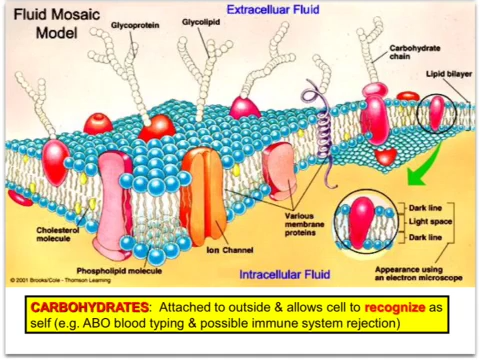 Fluid Mosaic
Model
Extracelluar Fluid
Glycoprotein
Glycolipid
Carbohydrate
chain
Lipid bilayer
Dark line
Light space
Dark line
Various
membrane
proteins
Cholesterol
molecule
Ion Channel
Phospholipid molecule
Intracellular Fluid
Appearance using
an electron microscope
© 2001 Brooks/Cole - Thomson Learning
CARBOHYDRATES: Attached to outside & allows cell to recognize as
self (e.g. ABO blood typing & possible immune system rejection)